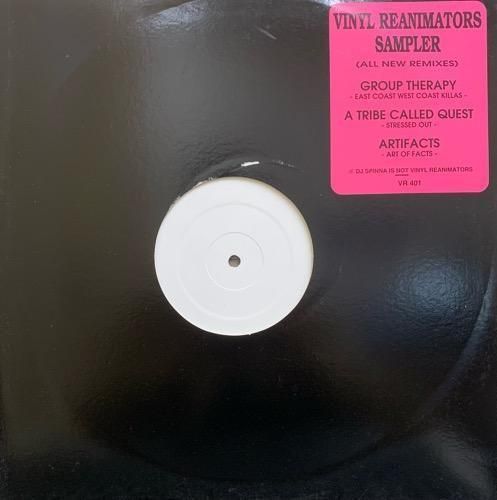 VINYL REANIMATORS
SAMPLER
(ALL NEW REMIXES)
GROUP THERAPY
- EAST COAST WEST COAST KILLAS -
A TRIBE CALLED QUEST
- STRESSED OUT -
ARTIFACTS
- ART OF FACTS -
® DJ SPINNA IS NOT VINYL REANIMATORS
VR 401